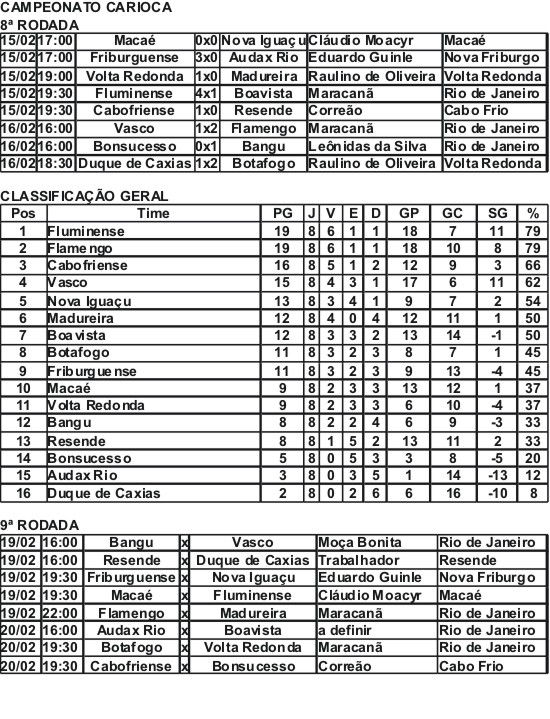 CAMPEONATO CARIOCA
8ª RODADA
15/02 17:00 Macaé 0x0 Nova Iguaçu Cláudio Moacyr Macaé
15/02 17:00 Friburguense 3x0 Audax Rio Eduardo Guinle Nova Friburgo
15/02 19:00 Volta Redonda 1x0 Madureira Raulino de Oliveira Volta Redonda
15/02 19:30 Fluminense 4x1 Boavista Maracanã Rio de Janeiro
15/02 19:30 Cabofriense 1x0 Resende Correão Cabo Frio
16/02 16:00 Vasco 1x2 Flamengo Maracanã Rio de Janeiro
16/02 16:00 Bonsucesso 0x1 Bangu Leônidas da Silva Rio de Janeiro
16/02 18:30 Duque de Caxias 1x2 Botafogo Raulino de Oliveira Volta Redonda
CLASSIFICAÇÃO GERAL
Pos Time PG J V E D GP GC SG %
1 Fluminense 19 8 6 1 1 18 7 11 79
2 Flamengo 19 8 6 1 1 18 10 8 79
3 Cabofriense 16 8 5 1 2 12 9 3 66
4 Vasco 15 8 4 3 1 17 6 11 62
5 Nova Iguaçu 13 8 3 4 1 9 7 2 54
6 Madureira 12 8 4 0 4 12 11 1 50
7 Boavista 12 8 3 3 2 13 14 -1 50
8 Botafogo 11 8 3 2 3 8 7 1 45
9 Friburguense 11 8 3 2 3 9 13 -4 45
10 Macaé 9 8 2 3 3 13 12 1 37
11 Volta Redonda 9 8 2 3 3 6 10 -4 37
12 Bangu 8 8 2 2 4 6 9 -3 33
13 Resende 8 8 1 5 2 13 11 2 33
14 Bonsucesso 5 8 0 5 3 3 8 -5 20
15 Audax Rio 3 8 0 3 5 1 14 -13 12
16 Duque de Caxias 2 8 0 2 6 6 16 -10 8
9ª RODADA
19/02 16:00 Bangu x Vasco Moça Bonita Rio de Janeiro
19/02 16:00 Resende x Duque de Caxias Trabalhador Resende
19/02 19:30 Friburguense x Nova Iguaçu Eduardo Guinle Nova Friburgo
19/02 19:30 Macaé x Fluminense Cláudio Moacyr Macaé
19/02 22:00 Flamengo x Madureira Maracanã Rio de Janeiro
20/02 16:00 Audax Rio x Boavista a definir Rio de Janeiro
20/02 19:30 Botafogo x Volta Redonda Maracanã Rio de Janeiro
20/02 19:30 Cabofriense x Bonsucesso Correão Cabo Frio